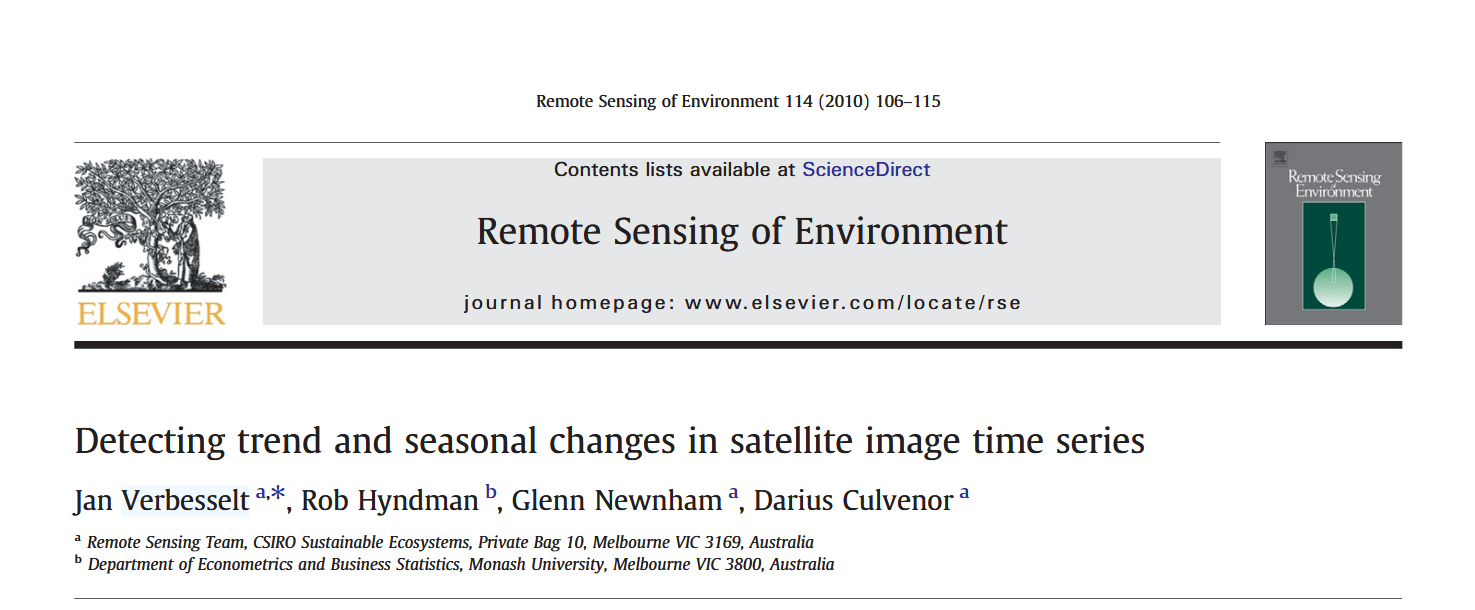 Remote Sensing of Environment 114 (2010) 106–115
Contents lists available at ScienceDirect
Remote Sensing of Environment
journal homepage: www.elsevier.com/locate/rse
ELSEVIER
Remote Sensing
of
Environment
Detecting trend and seasonal changes in satellite image time series
Jan Verbesselt a,*, Rob Hyndman b, Glenn Newnham a, Darius Culvenor a
a Remote Sensing Team, CSIRO Sustainable Ecosystems, Private Bag 10, Melbourne VIC 3169, Australia
b Department of Econometrics and Business Statistics, Monash University, Melbourne VIC 3800, Australia